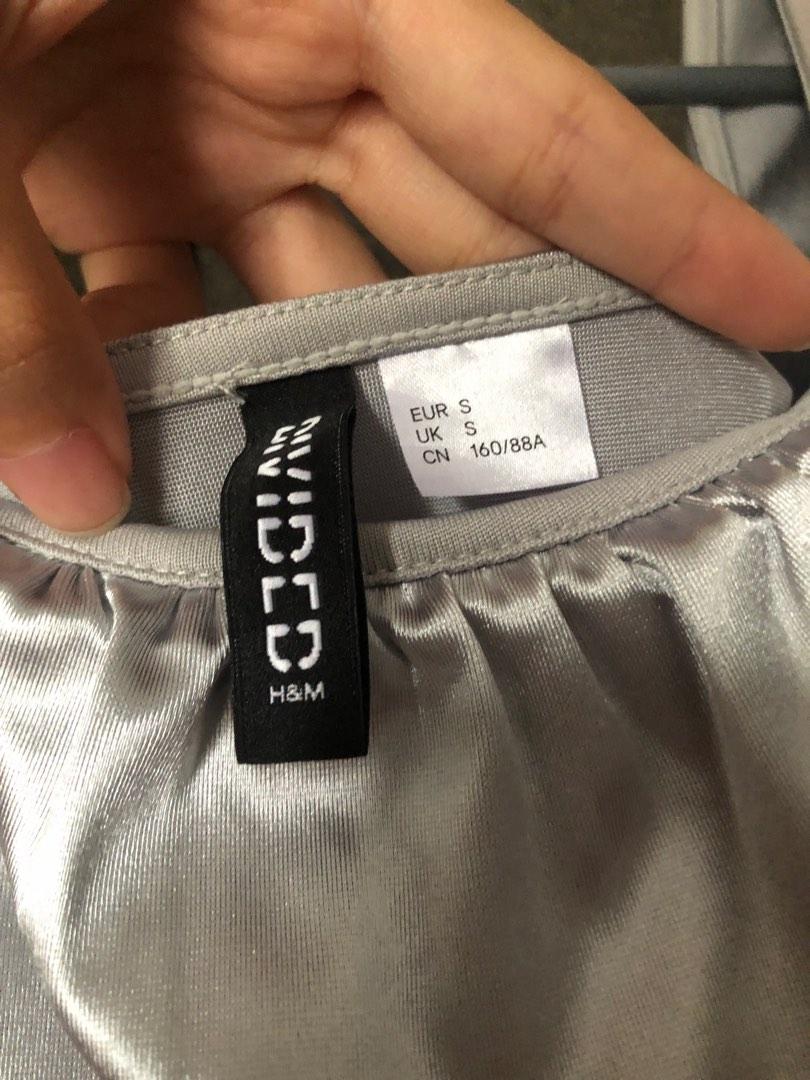 DIVIDED
H&M
EUR S
UK S
CN 160/88A